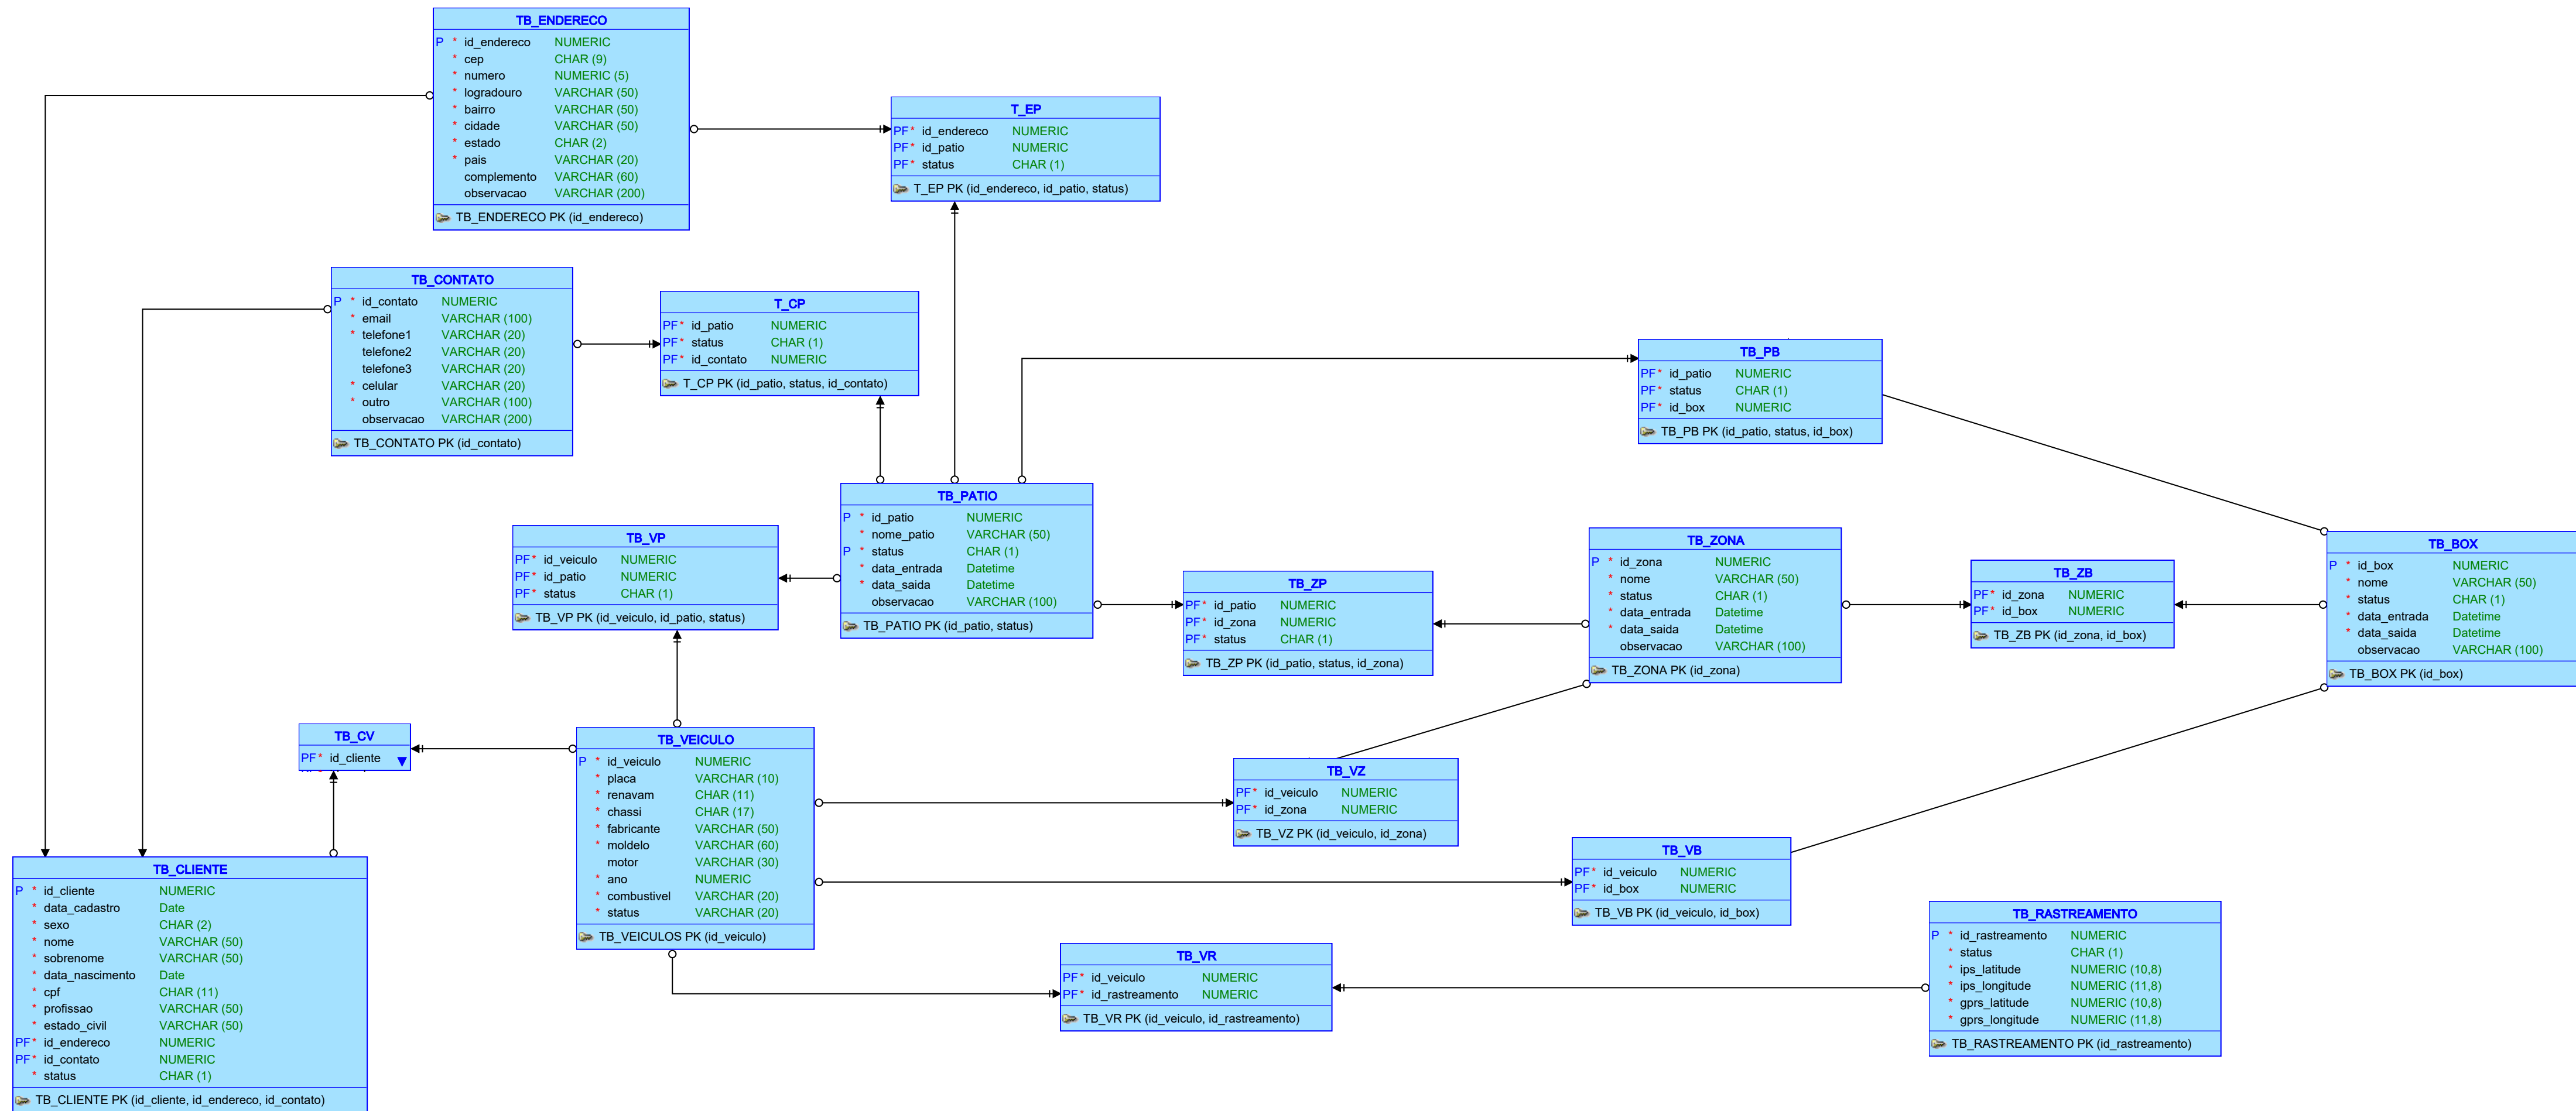 TB_ENDERECO
P * id_endereco NUMERIC
* cep CHAR (9)
* numero NUMERIC (5)
* logradouro VARCHAR (50)
* bairro VARCHAR (50)
* cidade VARCHAR (50)
* estado CHAR (2)
* pais VARCHAR (20)
complemento VARCHAR (60)
observacao VARCHAR (200)
TB_ENDERECO PK (id_endereco)
T_EP
PF* id_endereco NUMERIC
PF* id_patio NUMERIC
PF* status CHAR (1)
T_EP PK (id_endereco, id_patio, status)
TB_CONTATO
P * id_contato NUMERIC
* email VARCHAR (100)
* telefone1 VARCHAR (20)
telefone2 VARCHAR (20)
telefone3 VARCHAR (20)
* celular VARCHAR (20)
* outro VARCHAR (100)
observacao VARCHAR (200)
TB_CONTATO PK (id_contato)
T_CP
PF* id_patio NUMERIC
PF* status CHAR (1)
PF* id_contato NUMERIC
T_CP PK (id_patio, status, id_contato)
TB_PB
PF* id_patio NUMERIC
PF* status CHAR (1)
PF* id_box NUMERIC
TB_PB PK (id_patio, status, id_box)
TB_PATIO
P * id_patio NUMERIC
* nome_patio VARCHAR (50)
P * status CHAR (1)
* data_entrada Datetime
* data_saida Datetime
observacao VARCHAR (100)
TB_PATIO PK (id_patio, status)
TB_VP
PF* id_veiculo NUMERIC
PF* id_patio NUMERIC
PF* status CHAR (1)
TB_VP PK (id_veiculo, id_patio, status)
TB_ZP
PF* id_patio NUMERIC
PF* id_zona NUMERIC
PF* status CHAR (1)
TB_ZP PK (id_patio, status, id_zona)
TB_ZONA
P * id_zona NUMERIC
* nome VARCHAR (50)
* status CHAR (1)
* data_entrada Datetime
* data_saida Datetime
observacao VARCHAR (100)
TB_ZONA PK (id_zona)
TB_ZB
PF* id_zona NUMERIC
PF* id_box NUMERIC
TB_ZB PK (id_zona, id_box)
TB_BOX
P * id_box NUMERIC
* nome VARCHAR (50)
* status CHAR (1)
* data_entrada Datetime
* data_saida Datetime
observacao VARCHAR (100)
TB_BOX PK (id_box)
TB_CV
PF* id_cliente
TB_VEICULO
P * id_veiculo NUMERIC
* placa VARCHAR (10)
* renavam CHAR (11)
* chassi CHAR (17)
* fabricante VARCHAR (50)
* moldelo VARCHAR (60)
motor VARCHAR (30)
* ano NUMERIC
* combustivel VARCHAR (20)
* status VARCHAR (20)
TB_VEICULOS PK (id_veiculo)
TB_VZ
PF* id_veiculo NUMERIC
PF* id_zona NUMERIC
TB_VZ PK (id_veiculo, id_zona)
TB_VB
PF* id_veiculo NUMERIC
PF* id_box NUMERIC
TB_VB PK (id_veiculo, id_box)
TB_CLIENTE
P * id_cliente NUMERIC
* data_cadastro Date
* sexo CHAR (2)
* nome VARCHAR (50)
* sobrenome VARCHAR (50)
* data_nascimento Date
* cpf CHAR (11)
* profissao VARCHAR (50)
* estado_civil VARCHAR (50)
PF* id_endereco NUMERIC
PF* id_contato NUMERIC
* status CHAR (1)
TB_CLIENTE PK (id_cliente, id_endereco, id_contato)
TB_VR
PF* id_veiculo NUMERIC
PF* id_rastreamento NUMERIC
TB_VR PK (id_veiculo, id_rastreamento)
TB_RASTREAMENTO
P * id_rastreamento NUMERIC
* status CHAR (1)
* ips_latitude NUMERIC (10,8)
* ips_longitude NUMERIC (11,8)
* gprs_latitude NUMERIC (10,8)
* gprs_longitude NUMERIC (11,8)
TB_RASTREAMENTO PK (id_rastreamento)